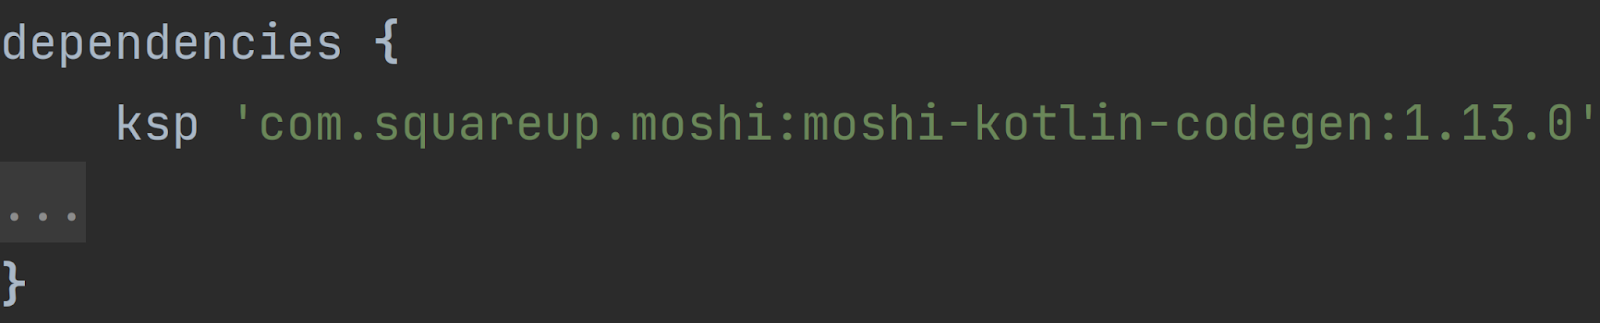 dependencies {
    ksp 'com.squareup.moshi:moshi-kotlin-codegen:1.13.0'
...
}